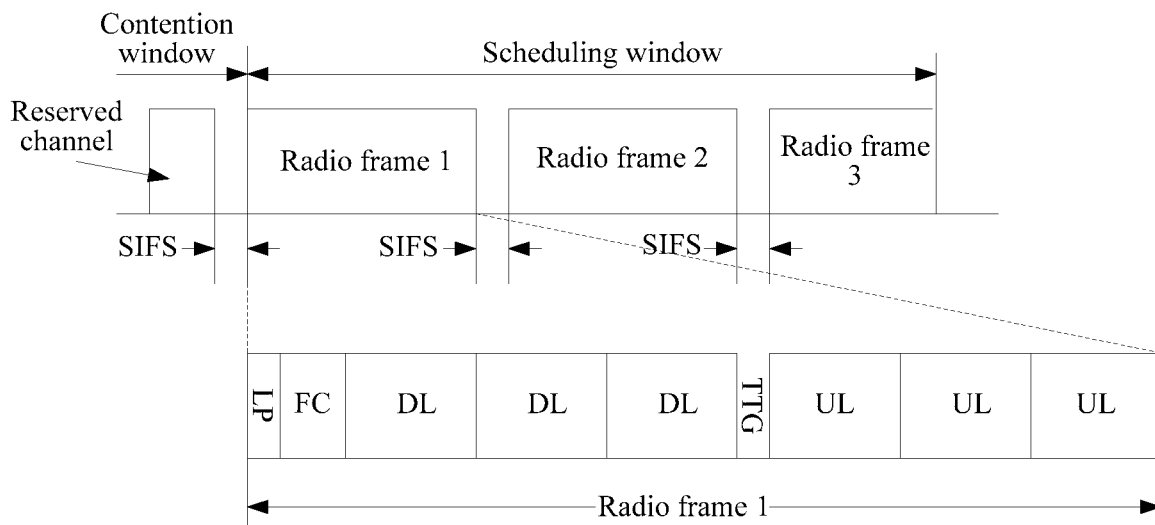 Contention
window
Scheduling window
Reserved
channel
Radio frame 1
Radio frame 2
Radio frame
3
SIFS
SIFS
SIFS
LP
FC
DL
DL
DL
TTG
UL
UL
UL
Radio frame 1